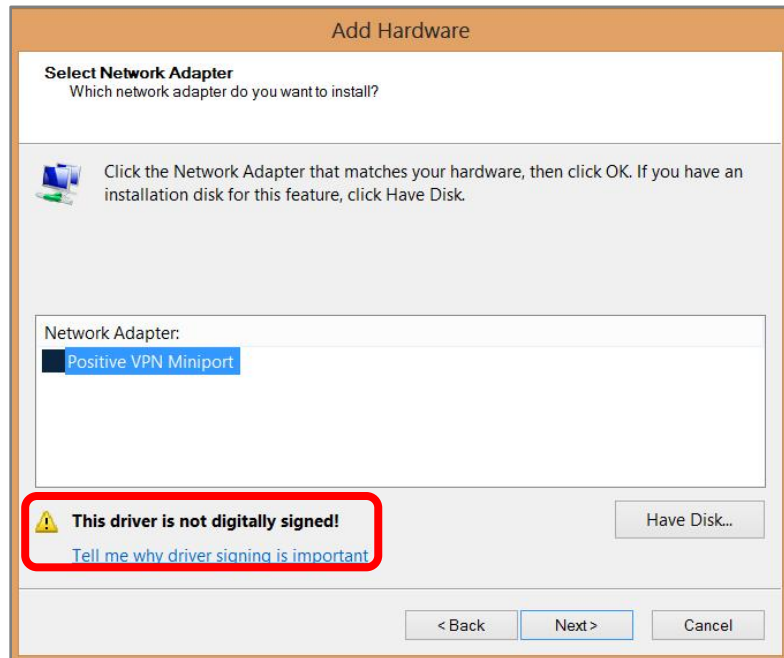 Add Hardware
Select Network Adapter
Which network adapter do you want to install?
Click the Network Adapter that matches your hardware, then click OK. If you have an
installation disk for this feature, click Have Disk.
Network Adapter:
Positive VPN Miniport
This driver is not digitally signed!
Have Disk...
Tell me why driver signing is important
< Back
Next >
Cancel